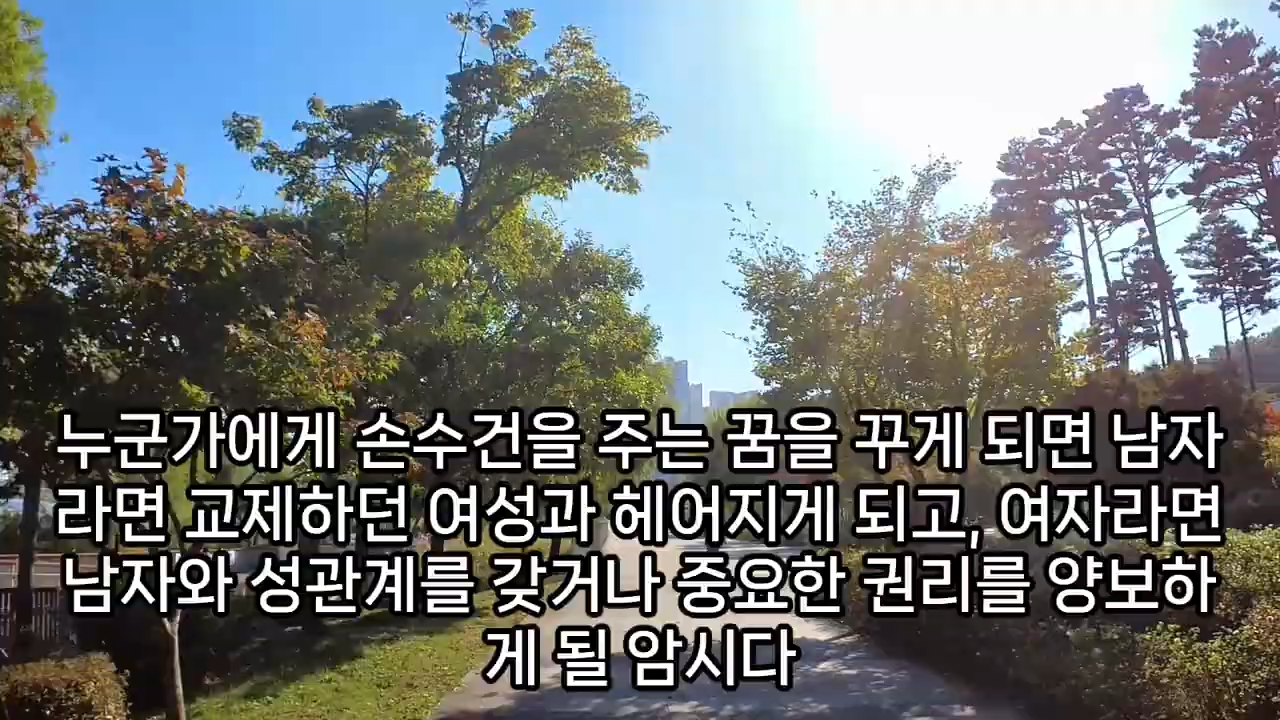 누군가에게 손수건을 주는 꿈을 꾸게 되면 남자
라면 교제하던 여성과 헤어지게 되고, 여자라면
남자와 성관계를 갖거나 중요한 권리를 양보하
게 될 암시다